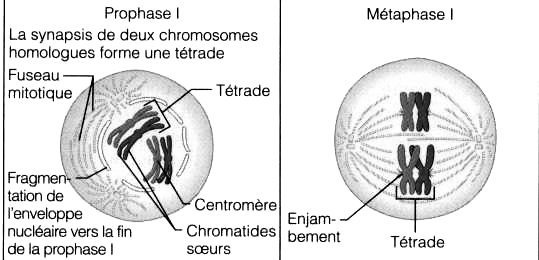 Prophase I
La synapsis de deux chromosomes
homologues forme une tétrade
Fuseau
mitotique
Tétrade
Fragmen-
tation de
l'enveloppe
nucléaire vers la fin
de la prophase I
Centromère
Chromatides
sœurs
Métaphase I
Enjam-
bement
Tétrade